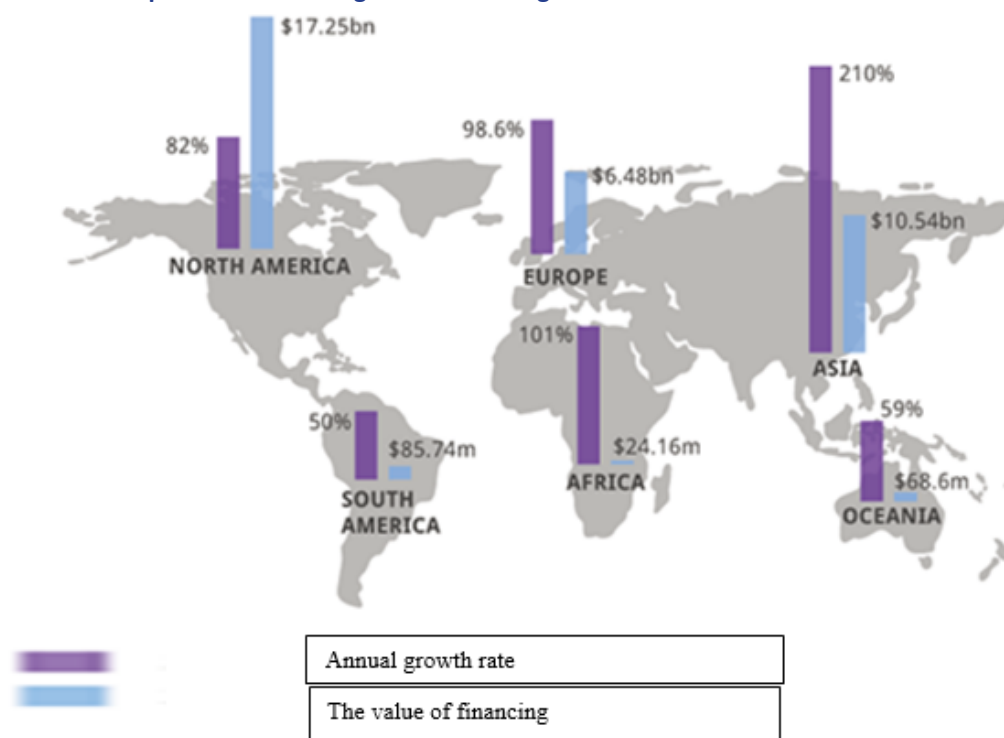 $17.25bn
82%
NORTH AMERICA
98.6%
$6.48bn
EUROPE
210%
$10.54bn
ASIA
50%
$85.74m
SOUTH
AMERICA
101%
$24.16m
AFRICA
59%
$68.6m
OCEANIA
Annual growth rate
The value of financing